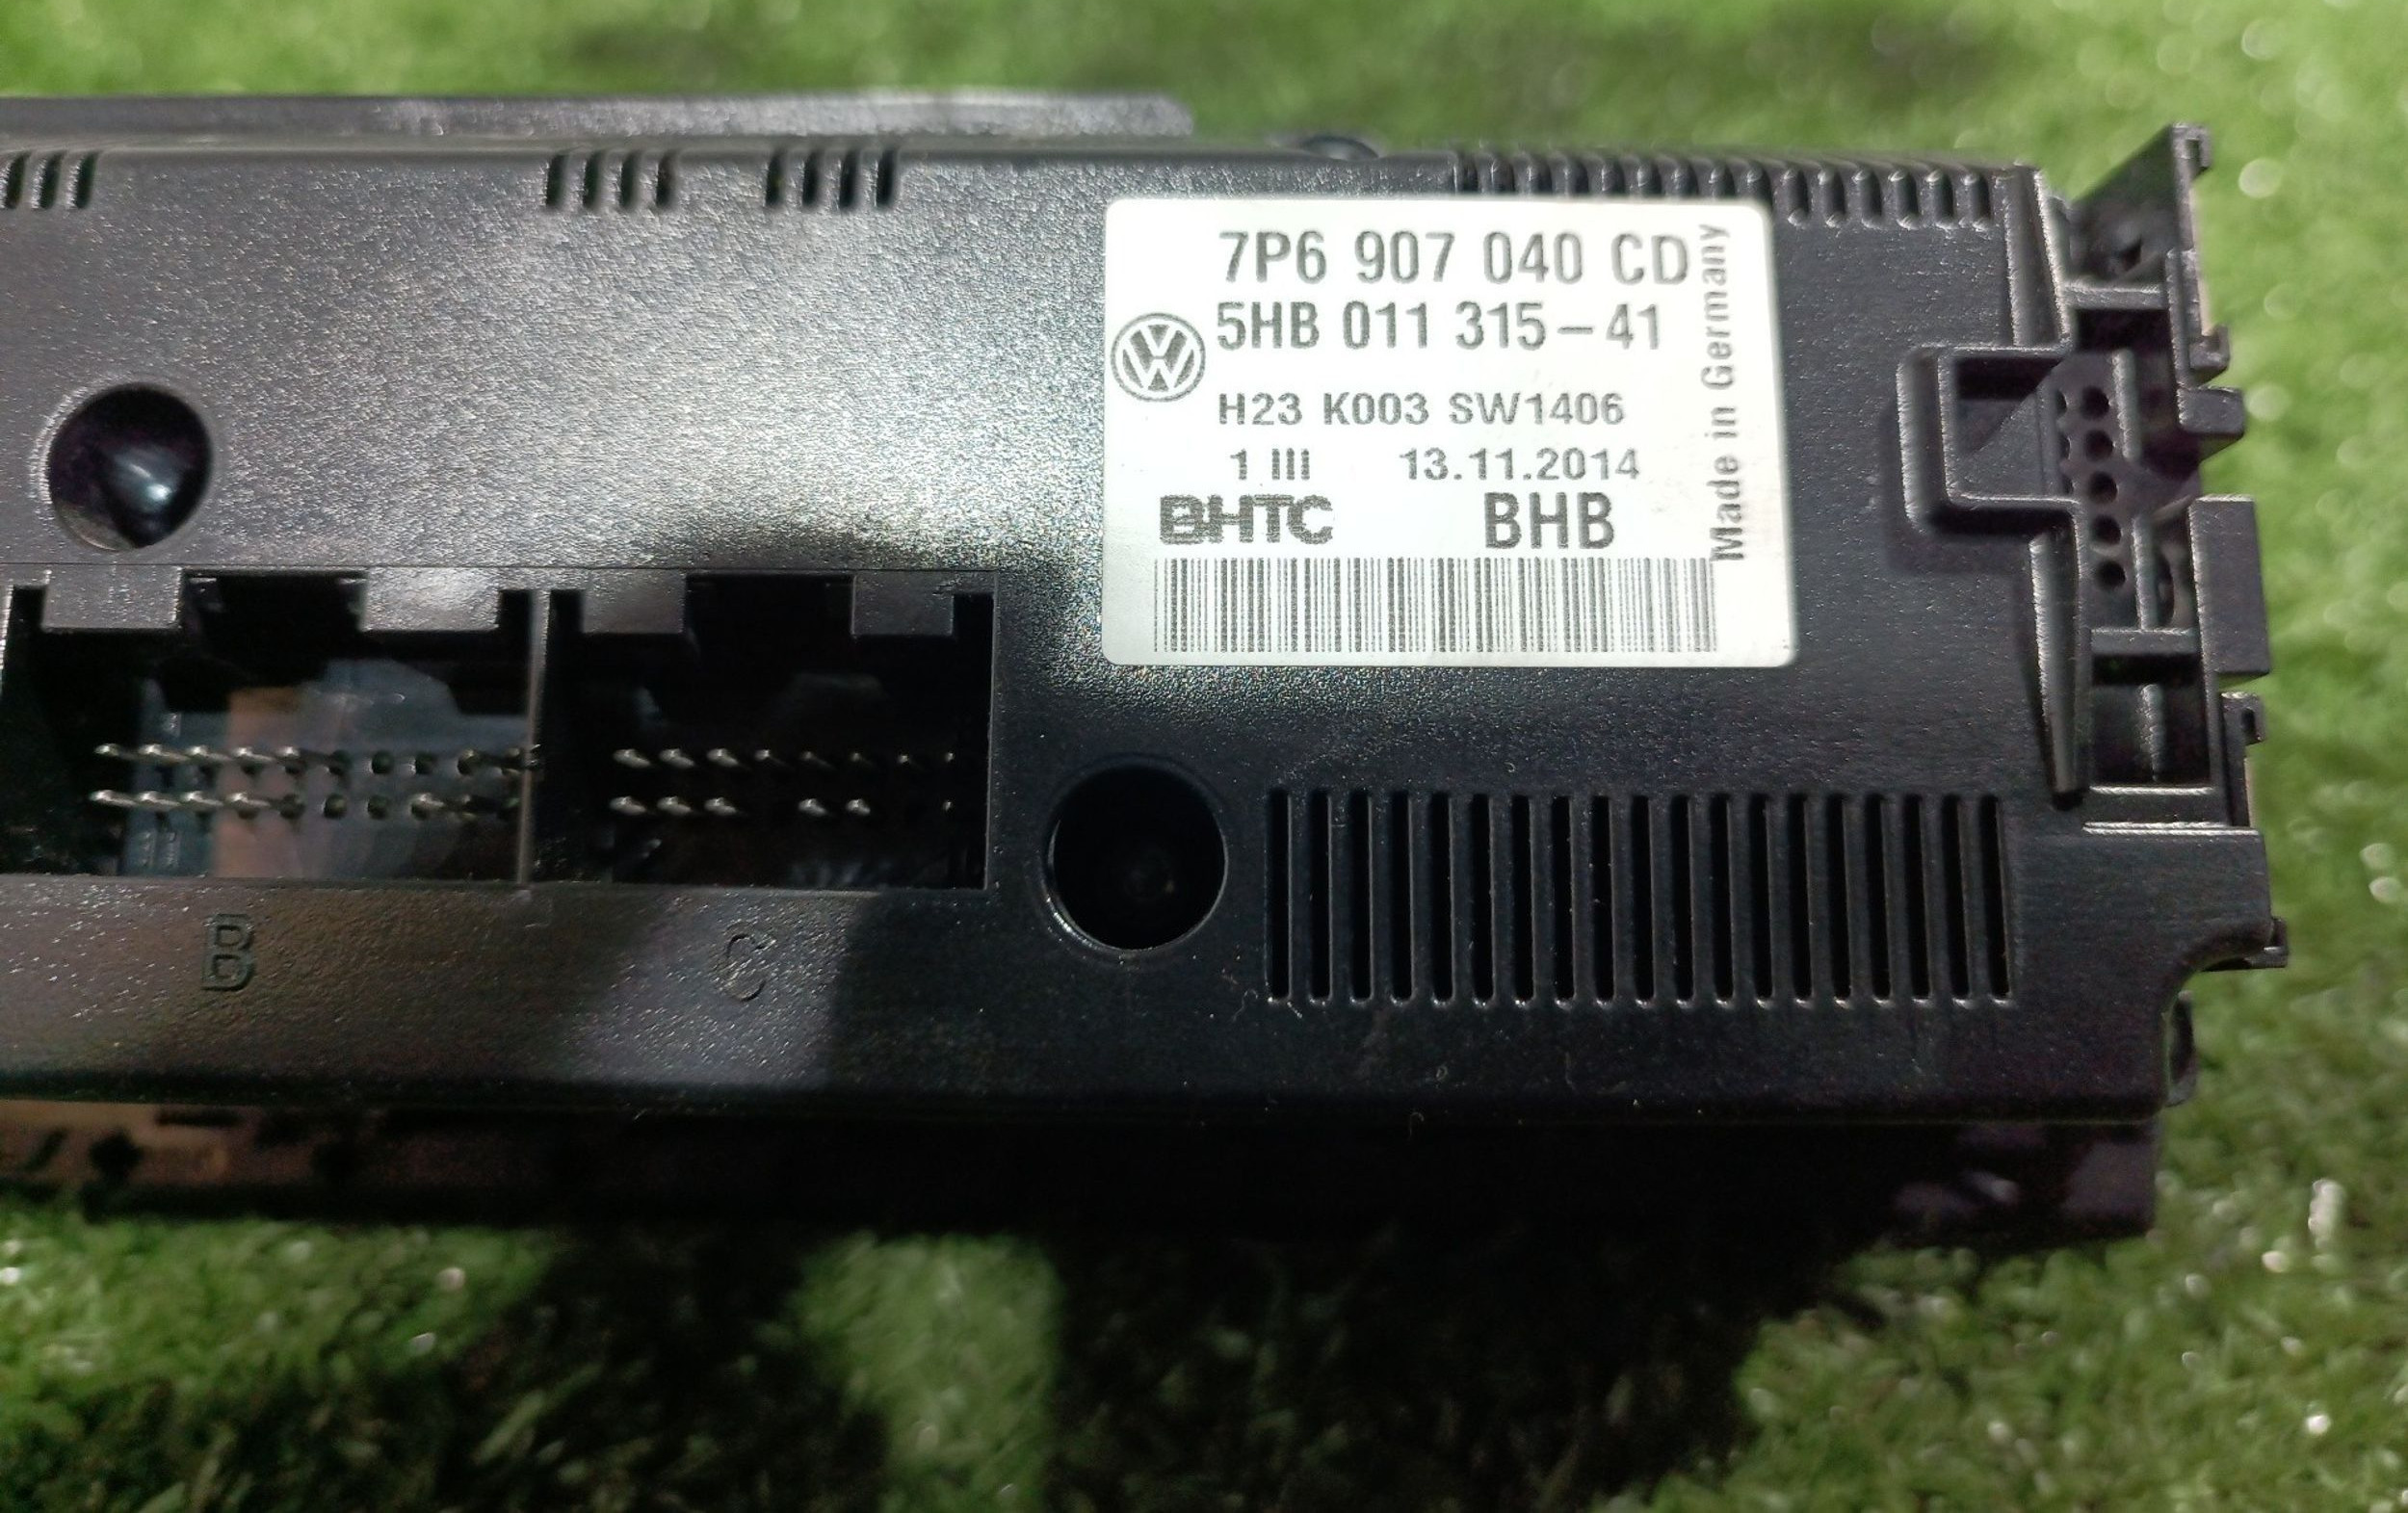 7P6 907 040 CD
5HB 011 315-41
H23 K003 SW1406
1 III 13.11.2014
BHTC BHB
Made in Germany
B
C